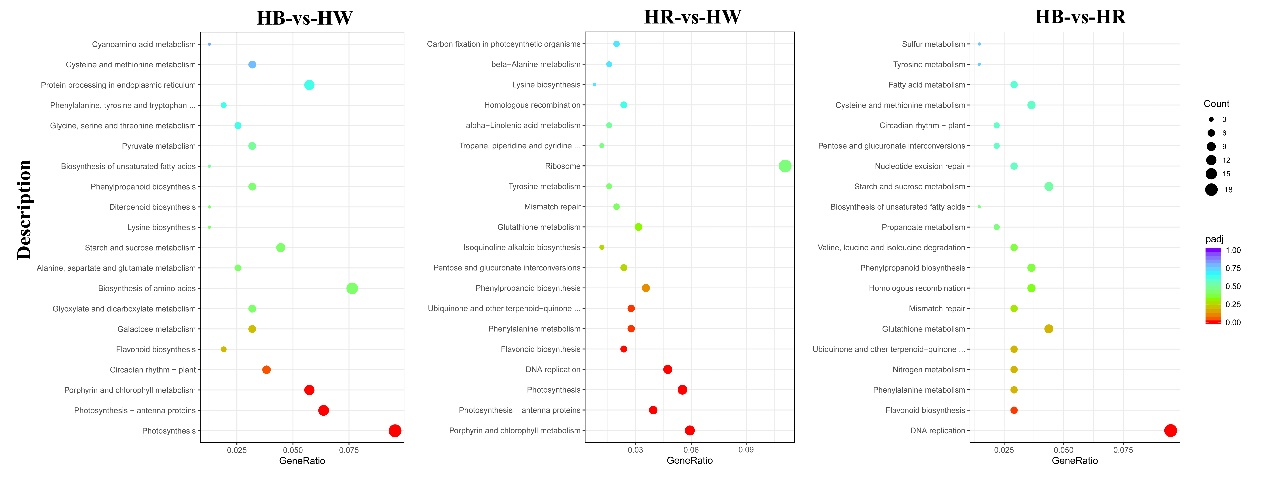 HB-vs-HW
HR-vs-HW
HB-vs-HR
Description
Cyanoamino acid metabolism
Cysteine and methionine metabolism
Protein processing in endoplasmic reticulum
Phenylalanine, tyrosine and tryptophan ...
Glycine, serine and threonine metabolism
Pyruvate metabolism
Biosynthesis of unsaturated fatty acids
Phenylpropanoid biosynthesis
Diterpenoid biosynthesis
Lysine biosynthesis
Starch and sucrose metabolism
Alanine, aspartate and glutamate metabolism
Biosynthesis of amino acids
Glyoxylate and dicarboxylate metabolism
Galactose metabolism
Flavonoid biosynthesis
Circadian rhythm − plant
Porphyrin and chlorophyll metabolism
Photosynthesis − antenna proteins
Photosynthesis
0.025 0.050 0.075
GeneRatio
Carbon fixation in photosynthetic organisms
beta−Alanine metabolism
Lysine biosynthesis
Homologous recombination
alpha−Linolenic acid metabolism
Tropane, piperidine and pyridine ...
Ribosome
Tyrosine metabolism
Mismatch repair
Glutathione metabolism
Isoquinoline alkaloid biosynthesis
Pentose and glucuronate interconversions
Phenylpropanoid biosynthesis
Ubiquinone and other terpenoid−quinone ...
Phenylalanine metabolism
Flavonoid biosynthesis
DNA replication
Photosynthesis
Photosynthesis − antenna proteins
Porphyrin and chlorophyll metabolism
0.03 0.06 0.09
GeneRatio
Sulfur metabolism
Tyrosine metabolism
Fatty acid metabolism
Cysteine and methionine metabolism
Circadian rhythm − plant
Pentose and glucuronate interconversions
Nucleotide excision repair
Starch and sucrose metabolism
Biosynthesis of unsaturated fatty acids
Propanoate metabolism
Valine, leucine and isoleucine degradation
Phenylpropanoid biosynthesis
Homologous recombination
Mismatch repair
Glutathione metabolism
Ubiquinone and other terpenoid−quinone ...
Nitrogen metabolism
Phenylalanine metabolism
Flavonoid biosynthesis
DNA replication
0.025 0.050 0.075
GeneRatio
Count
3
6
9
12
15
18
padj
1.00
0.75
0.50
0.25
0.00